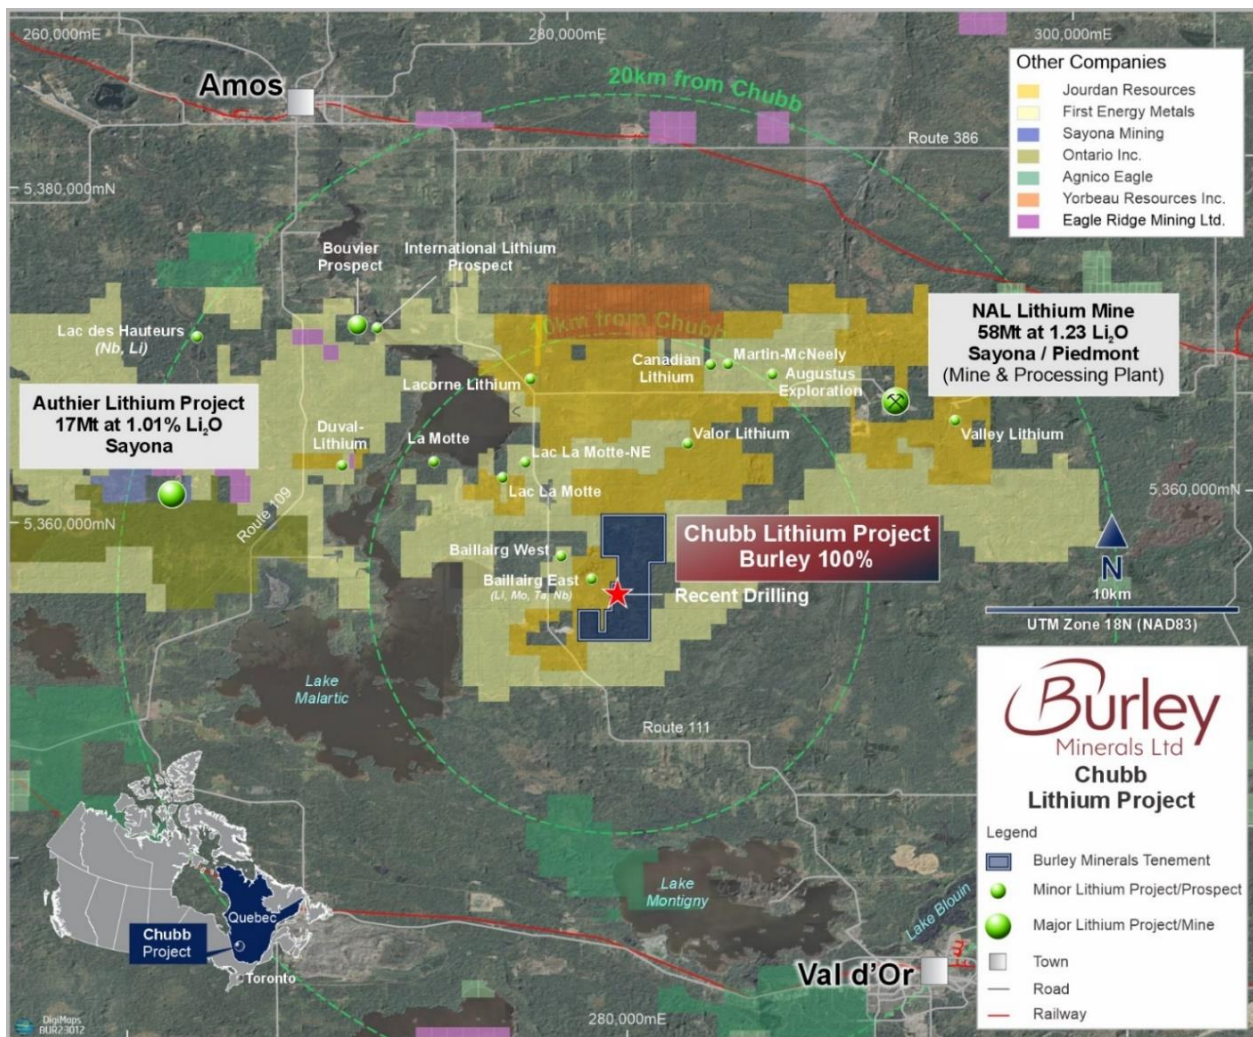 260,000mE
280,000mE
300,000mE
Other Companies
Jourdan Resources
First Energy Metals
Sayona Mining
Ontario Inc.
Agnico Eagle
Yorbeau Resources Inc.
Eagle Ridge Mining Ltd.
Amos
20km from Chubb
Route 386
5,380,000mN
Bouvier
Prospect
International Lithium
Prospect
Lac des Hauteurs
(Nb, Li)
10km from Chubb
NAL Lithium Mine
58Mt at 1.23 Li₂O
Sayona / Piedmont
(Mine & Processing Plant)
Canadian
Lithium
Martin-McNeely
Augustus
Exploration
Lacorne Lithium
Authier Lithium Project
17Mt at 1.01% Li₂O
Sayona
Duval-
Lithium
La Motte
Lac La Motte-NE
Lac La Motte
Valor Lithium
Valley Lithium
Route 109
5,360,000mN
5,360,000mN
Chubb Lithium Project
Burley 100%
Baillairg West
Baillairg East
(Li, Mo, Ta, Nb)
Recent Drilling
N
10km
UTM Zone 18N (NAD83)
Lake
Malartic
Route 111
Burley
Minerals Ltd
Chubb
Lithium Project
Legend
Burley Minerals Tenement
Minor Lithium Project/Prospect
Major Lithium Project/Mine
Town
Road
Railway
Lake
Montigny
Lake Blouin
Val d'Or
Quebec
Chubb
Project
Toronto
280,000mE
DigiMaps
BUR23012